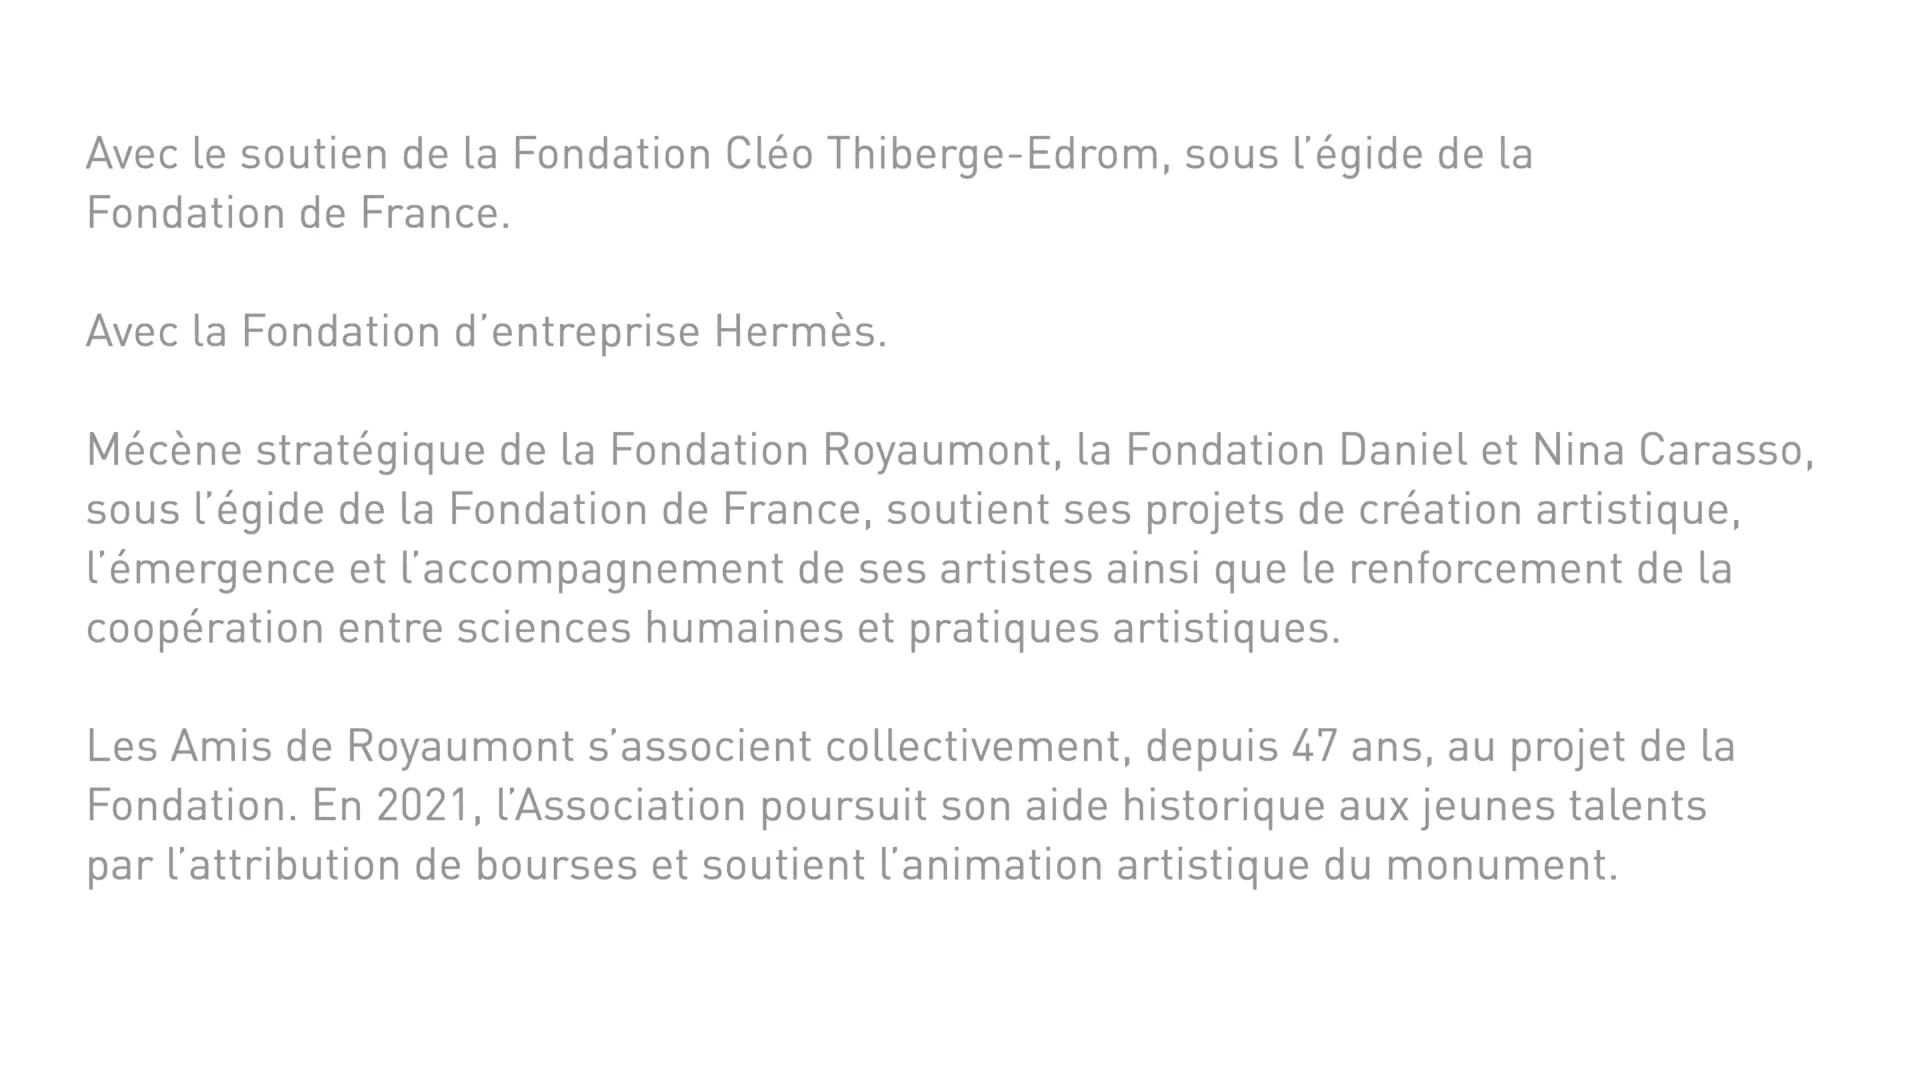 Avec le soutien de la Fondation Cléo Thiberge-Edrom, sous l’égide de la
Fondation de France.
Avec la Fondation d’entreprise Hermès.
Mécène stratégique de la Fondation Royaumont, la Fondation Daniel et Nina Carasso,
sous l’égide de la Fondation de France, soutient ses projets de création artistique,
l’émergence et l’accompagnement de ses artistes ainsi que le renforcement de la
coopération entre sciences humaines et pratiques artistiques.
Les Amis de Royaumont s’associent collectivement, depuis 47 ans, au projet de la
Fondation. En 2021, l’Association poursuit son aide historique aux jeunes talents
par l’attribution de bourses et soutient l’animation artistique du monument.